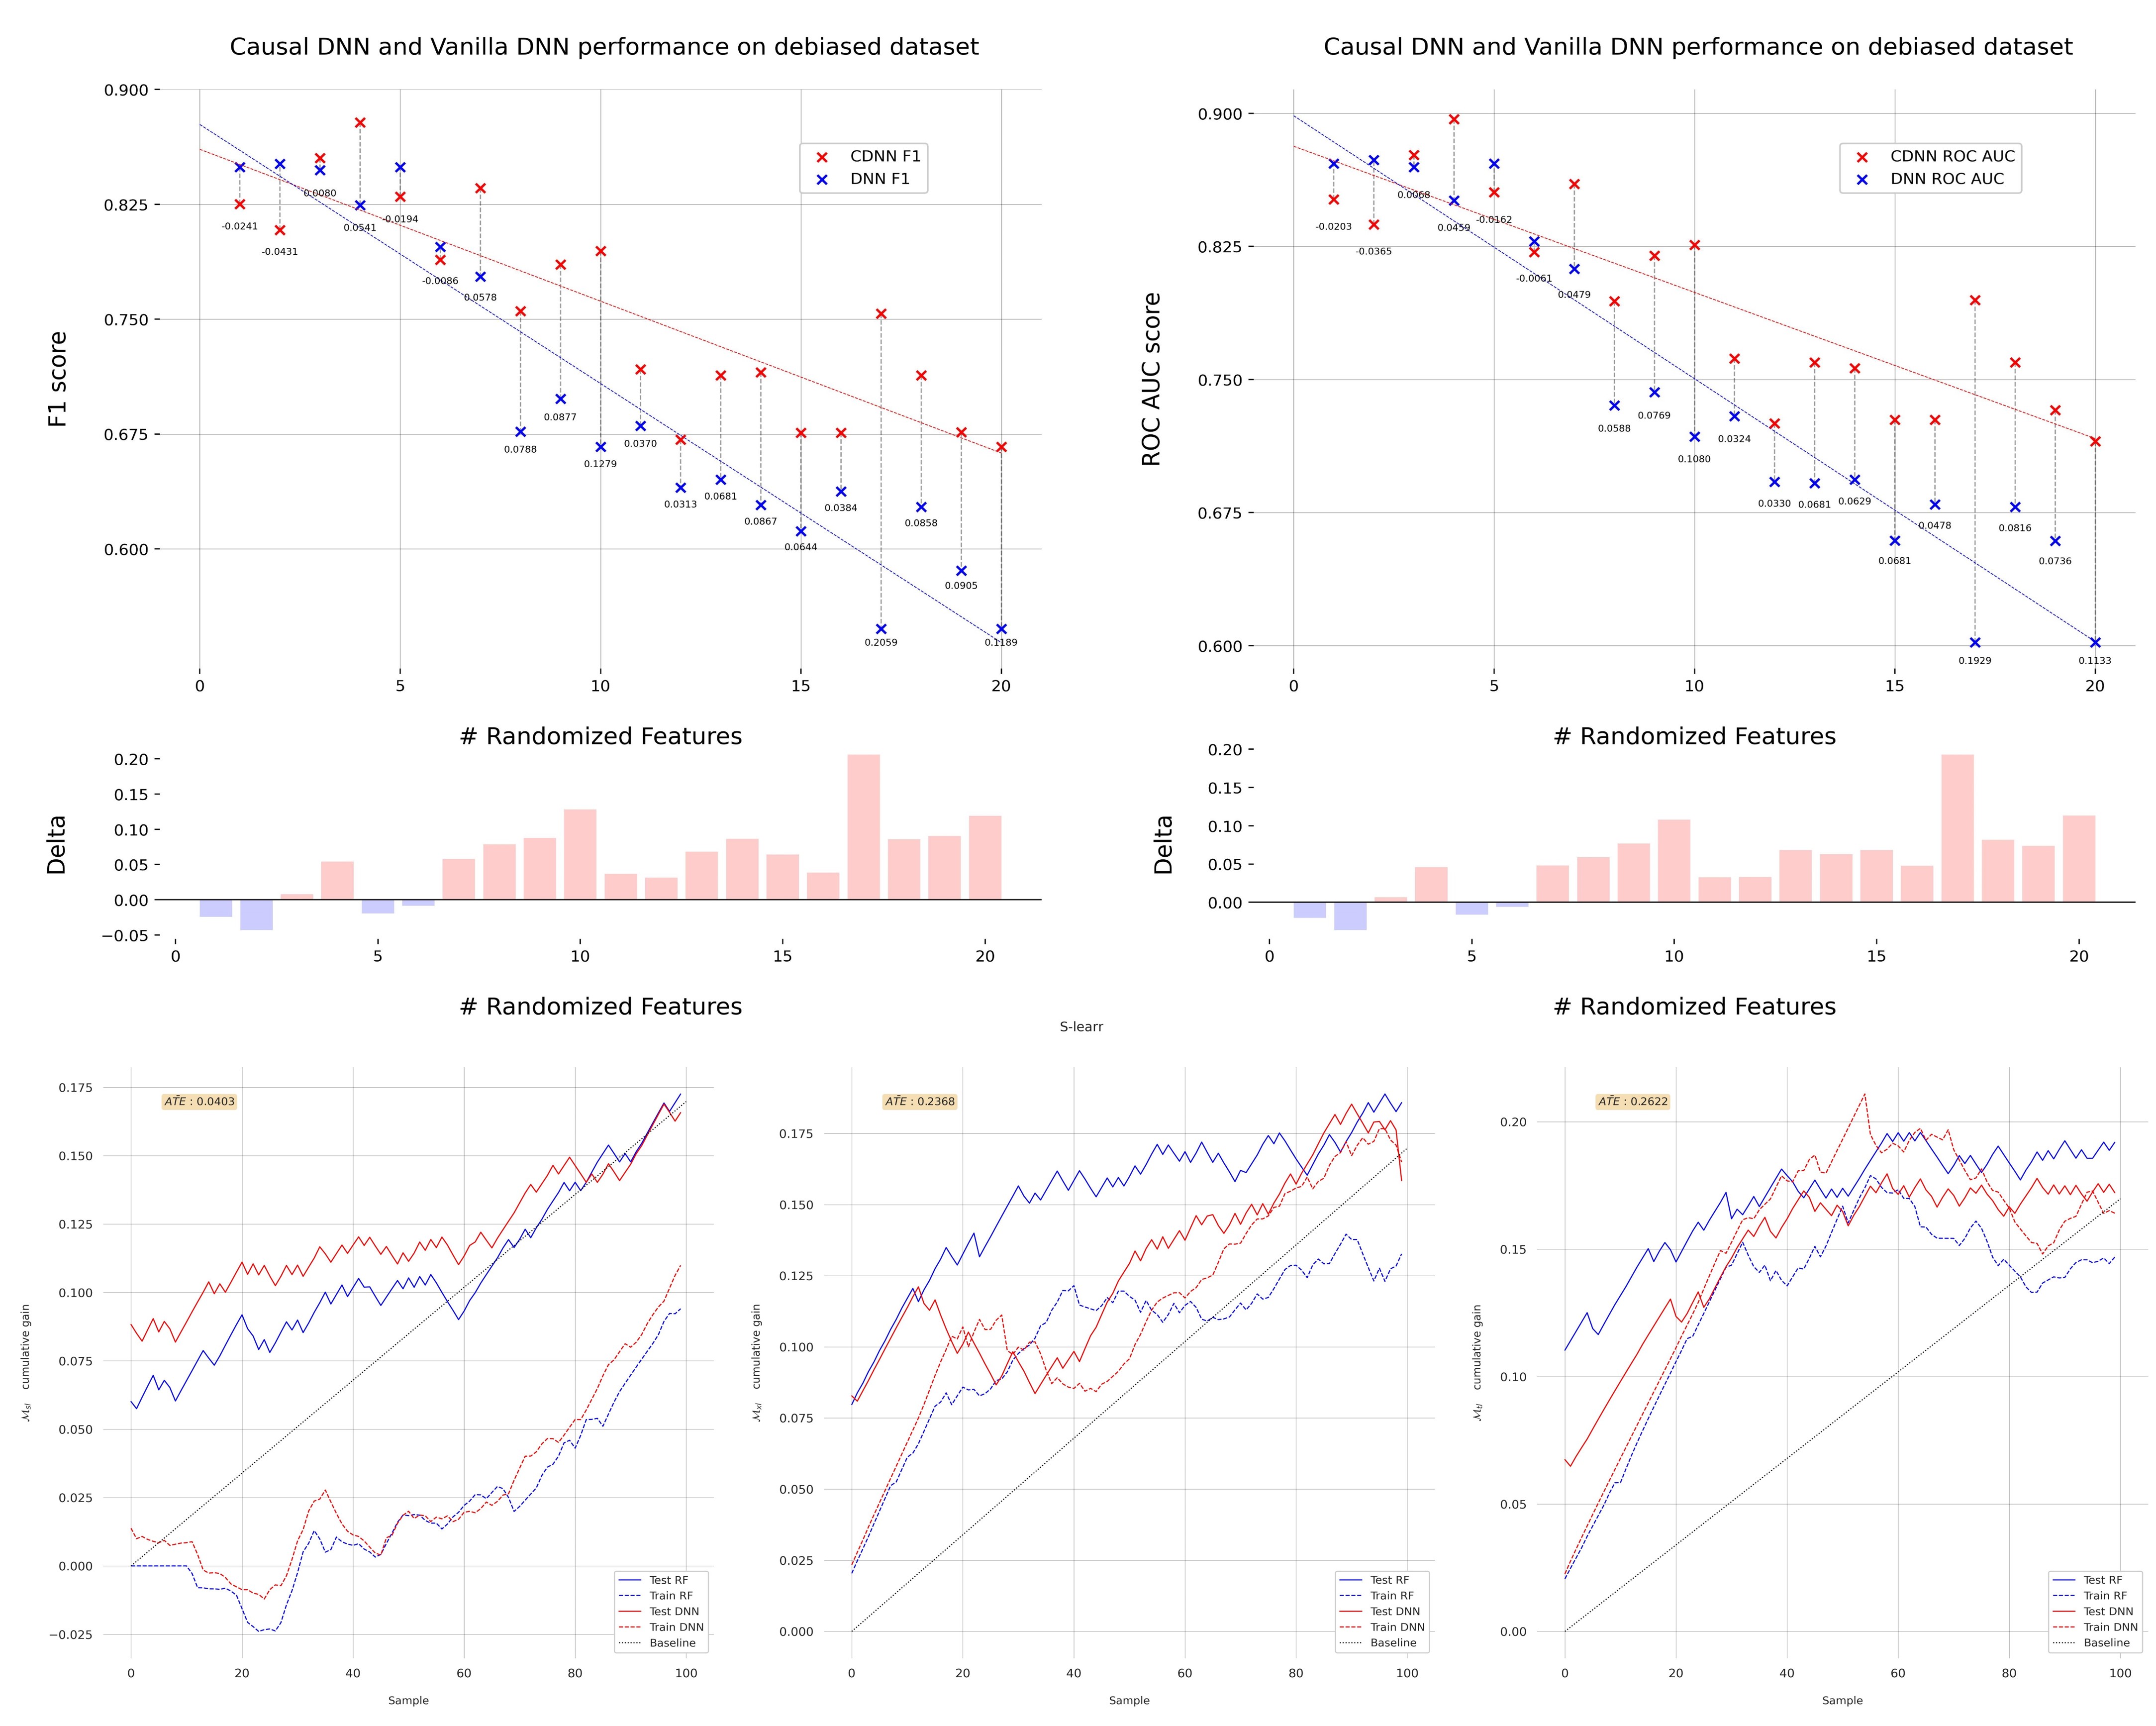 Causal DNN and Vanilla DNN performance on debiased dataset
F1 score
0.900
0.825
0.750
0.675
0.600
CDNN F1
DNN F1
-0.0241
-0.0431
0.0080
0.0541
-0.0194
-0.0086
0.0578
0.0788
0.0877
0.1279
0.0370
0.0313
0.0681
0.0867
0.0644
0.0384
0.2059
0.0858
0.0905
0.1189
0 5 10 15 20
# Randomized Features
Causal DNN and Vanilla DNN performance on debiased dataset
ROC AUC score
0.900
0.825
0.750
0.675
0.600
CDNN ROC AUC
DNN ROC AUC
-0.0203
-0.0365
0.0068
0.0459
-0.0162
-0.0061
0.0479
0.0588
0.0769
0.1080
0.0324
0.0330
0.0681
0.0629
0.0681
0.0478
0.1929
0.0816
0.0736
0.1133
0 5 10 15 20
# Randomized Features
Delta
0.20
0.15
0.10
0.05
0.00
−0.05
0 5 10 15 20
# Randomized Features
Delta
0.20
0.15
0.10
0.05
0.00
0 5 10 15 20
# Randomized Features
S-learr
ℳsl cumulative gain
0.175
0.150
0.125
0.100
0.075
0.050
0.025
0.000
−0.025
AT̄E : 0.0403
Test RF
Train RF
Test DNN
Train DNN
Baseline
0 20 40 60 80 100
Sample
ℳxl cumulative gain
0.175
0.150
0.125
0.100
0.075
0.050
0.025
0.000
AT̄E : 0.2368
Test RF
Train RF
Test DNN
Train DNN
Baseline
0 20 40 60 80 100
Sample
ℳtl cumulative gain
0.20
0.15
0.10
0.05
0.00
AT̄E : 0.2622
Test RF
Train RF
Test DNN
Train DNN
Baseline
0 20 40 60 80 100
Sample